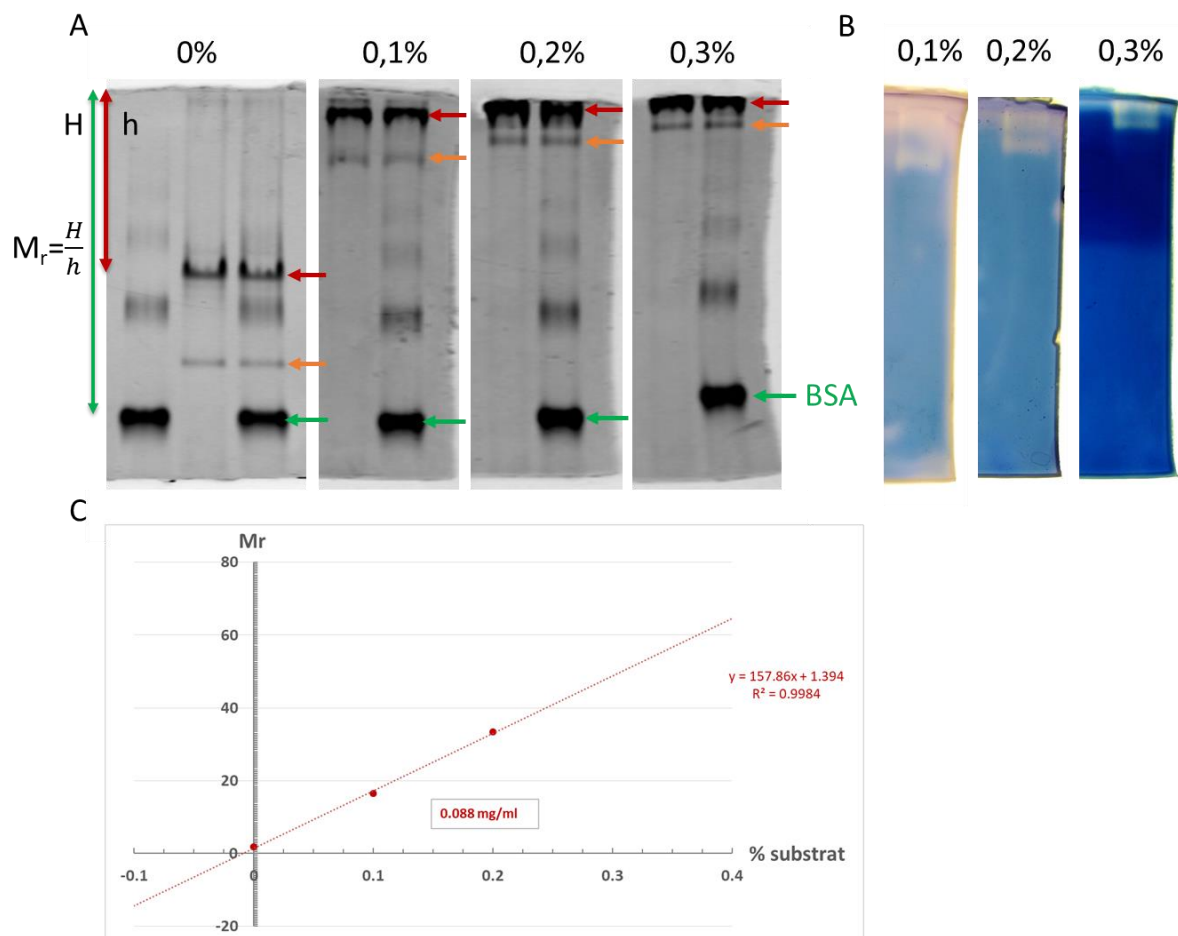 A
0% 0,1% 0,2% 0,3%
H h
Mr=H/h
BSA
B
0,1% 0,2% 0,3%
C
Mr
80
60
40
20
0
-20
-0.1 0 0.1 0.2 0.3 0.4
% substrat
y = 157.86x + 1.394
R² = 0.9984
0.088 mg/ml